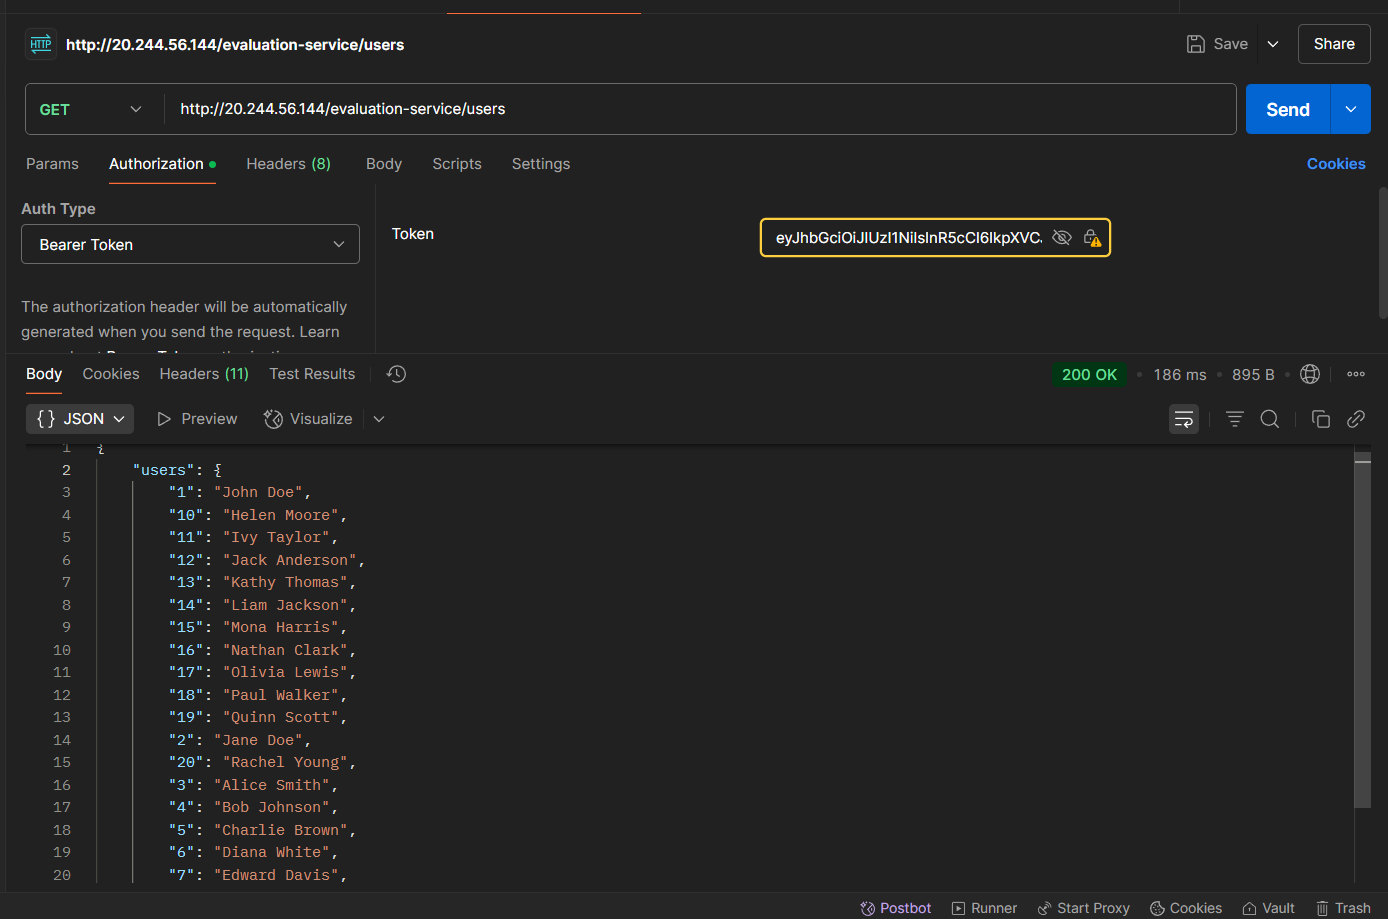 HTTP http://20.244.56.144/evaluation-service/users Save Share
GET http://20.244.56.144/evaluation-service/users Send
Params Authorization Headers (8) Body Scripts Settings Cookies
Auth Type
Bearer Token
Token eyJhbGciOiJIUzI1NiIsInR5cCI6IkpXVC.
The authorization header will be automatically
generated when you send the request. Learn
Body Cookies Headers (11) Test Results 200 OK 186 ms 895 B
{} JSON Preview Visualize
1 {
2 "users": {
3 "1": "John Doe",
4 "10": "Helen Moore",
5 "11": "Ivy Taylor",
6 "12": "Jack Anderson",
7 "13": "Kathy Thomas",
8 "14": "Liam Jackson",
9 "15": "Mona Harris",
10 "16": "Nathan Clark",
11 "17": "Olivia Lewis",
12 "18": "Paul Walker",
13 "19": "Quinn Scott",
14 "2": "Jane Doe",
15 "20": "Rachel Young",
16 "3": "Alice Smith",
17 "4": "Bob Johnson",
18 "5": "Charlie Brown",
19 "6": "Diana White",
20 "7": "Edward Davis",
Postbot Runner Start Proxy Cookies Vault Trash